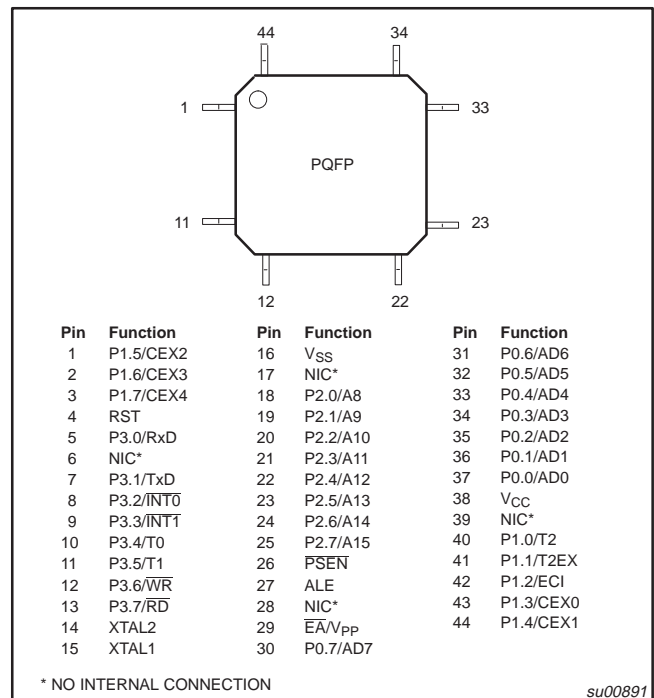 44 34
1 33
PQFP
11 23
12 22
Pin Function Pin Function Pin Function
1 P1.5/CEX2 16 VSS 31 P0.6/AD6
2 P1.6/CEX3 17 NIC* 32 P0.5/AD5
3 P1.7/CEX4 18 P2.0/A8 33 P0.4/AD4
4 RST 19 P2.1/A9 34 P0.3/AD3
5 P3.0/RxD 20 P2.2/A10 35 P0.2/AD2
6 NIC* 21 P2.3/A11 36 P0.1/AD1
7 P3.1/TxD 22 P2.4/A12 37 P0.0/AD0
8 P3.2/I̅N̅T̅0̅ 23 P2.5/A13 38 VCC
9 P3.3/I̅N̅T̅1̅ 24 P2.6/A14 39 NIC*
10 P3.4/T0 25 P2.7/A15 40 P1.0/T2
11 P3.5/T1 26 P̅S̅E̅N̅ 41 P1.1/T2EX
12 P3.6/W̅R̅ 27 ALE 42 P1.2/ECI
13 P3.7/R̅D̅ 28 NIC* 43 P1.3/CEX0
14 XTAL2 29 E̅A̅/VPP 44 P1.4/CEX1
15 XTAL1 30 P0.7/AD7
* NO INTERNAL CONNECTION
su00891